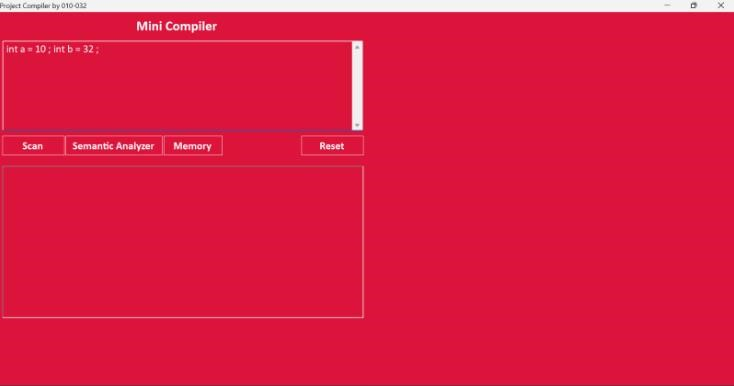 Project Compiler by 010-032
Mini Compiler
int a = 10 ; int b = 32 ;
Scan Semantic Analyzer Memory Reset